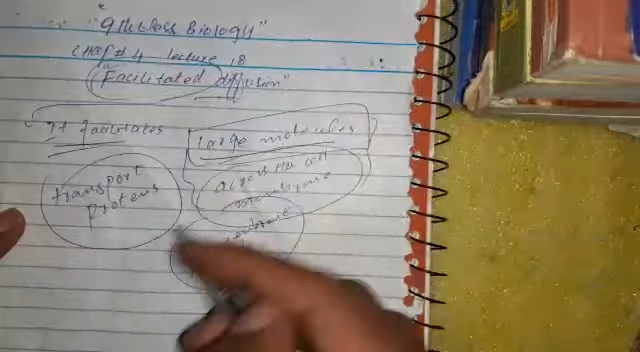 "9th class Biology"
Chap # 4 lecture 18
"Facilitated diffusion"
It facilitates
Large molecules
across the cell
membrane
transport
proteins
membrane